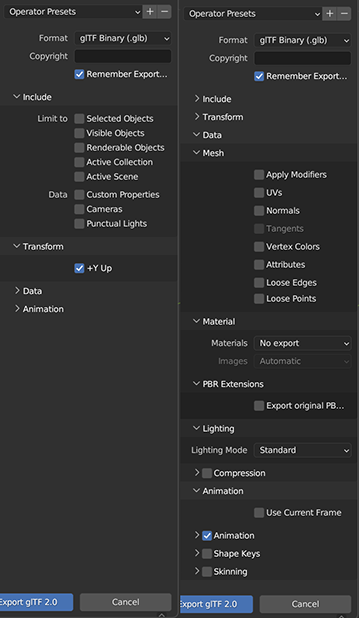 Operator Presets
Format glTF Binary (.glb)
Copyright
Remember Export...
Include
Limit to Selected Objects
Visible Objects
Renderable Objects
Active Collection
Active Scene
Data Custom Properties
Cameras
Punctual Lights
Transform
+Y Up
Data
Animation
Export glTF 2.0 Cancel
Operator Presets
Format glTF Binary (.glb)
Copyright
Remember Export...
Include
Transform
Data
Mesh
Apply Modifiers
UVs
Normals
Tangents
Vertex Colors
Attributes
Loose Edges
Loose Points
Material
Materials No export
Images Automatic
PBR Extensions
Export original PB...
Lighting
Lighting Mode Standard
Compression
Animation
Use Current Frame
Animation
Shape Keys
Skinning
Export glTF 2.0 Cancel